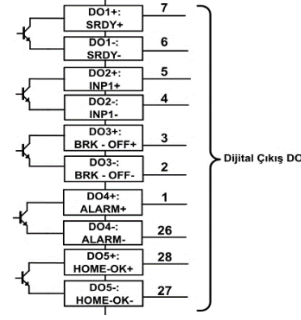 DO1+: 7
SRDY+
DO1-: 6
SRDY-
DO2+: 5
INP1+
DO2-: 4
INP1-
DO3+: 3
BRK - OFF+
DO3-: 2
BRK - OFF-
Dijital Çıkış DO
DO4+: 1
ALARM+
DO4-: 26
ALARM-
DO5+: 28
HOME-OK+
DO5-: 27
HOME-OK-